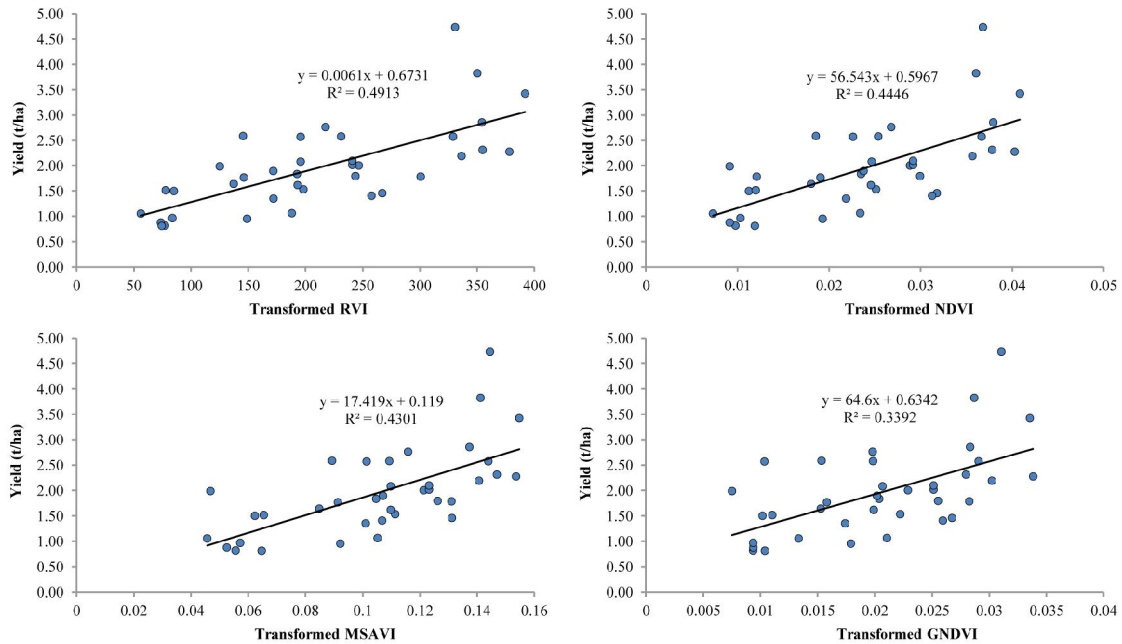 5.00
4.50
4.00
3.50
3.00
2.50
2.00
1.50
1.00
0.50
0.00
Yield (t/ha)
y = 0.0061x + 0.6731
R² = 0.4913
0 50 100 150 200 250 300 350 400
Transformed RVI
5.00
4.50
4.00
3.50
3.00
2.50
2.00
1.50
1.00
0.50
0.00
Yield (t/ha)
y = 56.543x + 0.5967
R² = 0.4446
0 0.01 0.02 0.03 0.04 0.05
Transformed NDVI
5.00
4.50
4.00
3.50
3.00
2.50
2.00
1.50
1.00
0.50
0.00
Yield (t/ha)
y = 17.419x + 0.119
R² = 0.4301
0 0.02 0.04 0.06 0.08 0.1 0.12 0.14 0.16
Transformed MSAVI
5.00
4.50
4.00
3.50
3.00
2.50
2.00
1.50
1.00
0.50
0.00
Yield (t/ha)
y = 64.6x + 0.6342
R² = 0.3392
0 0.005 0.01 0.015 0.02 0.025 0.03 0.035 0.04
Transformed GNDVI